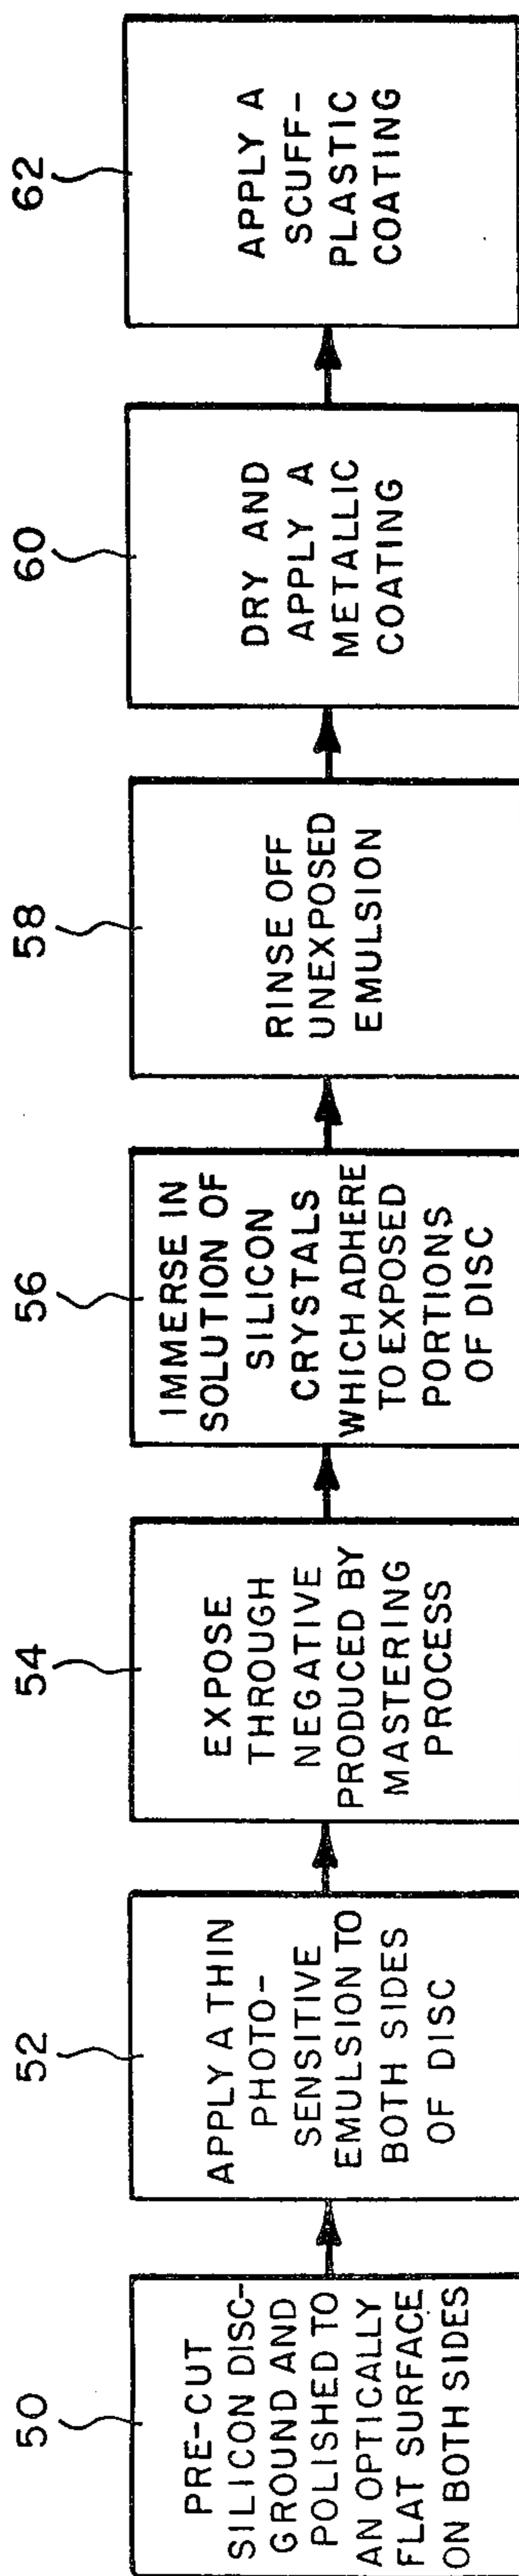 50
PRE-CUT
SILICON DISC-
GROUND AND
POLISHED TO
AN OPTICALLY
FLAT SURFACE
ON BOTH SIDES
52
APPLY A THIN
PHOTO-
SENSITIVE
EMULSION TO
BOTH SIDES
OF DISC
54
EXPOSE
THROUGH
NEGATIVE
PRODUCED BY
MASTERING
PROCESS
56
IMMERSE IN
SOLUTION OF
SILICON
CRYSTALS
WHICH ADHERE
TO EXPOSED
PORTIONS
OF DISC
58
RINSE OFF
UNEXPOSED
EMULSION
60
DRY AND
APPLY A
METALLIC
COATING
62
APPLY A
SCUFF-
PLASTIC
COATING